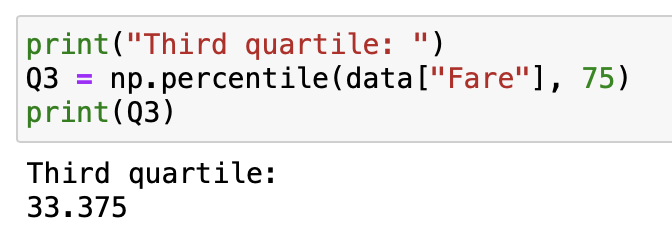 print("Third quartile: ")
Q3 = np.percentile(data["Fare"], 75)
print(Q3)
Third quartile:
33.375